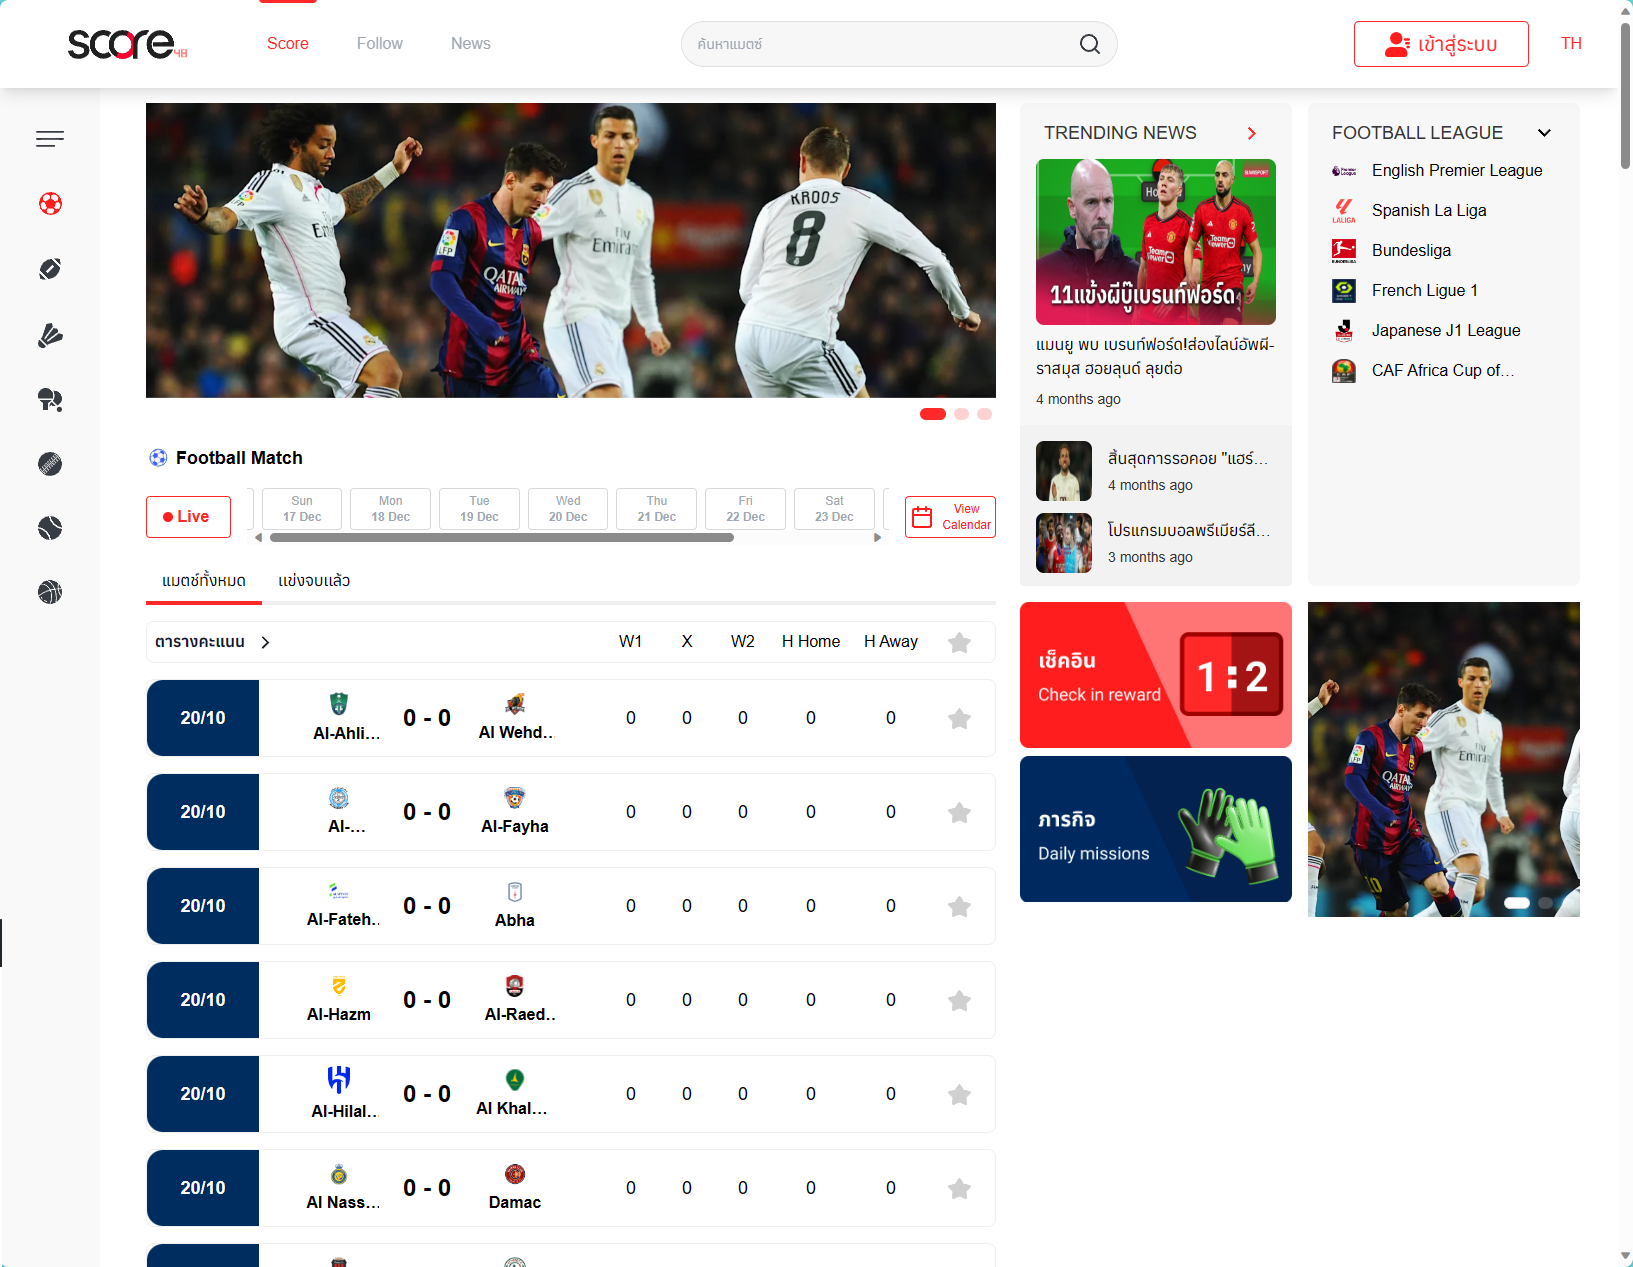 score48
Score
Follow
News
ค้นหาแมตซ์
เข้าสู่ระบบ
TH
KROOS
8
QATAR
AIRWAYS
LFP
TRENDING NEWS
SIAMSPORT
11แข้งผีบู๊เบรนท์ฟอร์ด
แมนยู พบ เบรนท์ฟอร์ด!ส่องไลน์อัพผี-
ราสมุส ฮอยลุนด์ ลุยต่อ
4 months ago
สิ้นสุดการรอคอย "แฮร์...
4 months ago
โปรแกรมบอลพรีเมียร์ลี...
3 months ago
FOOTBALL LEAGUE
English Premier League
LALIGA
Spanish La Liga
BUNDESLIGA
Bundesliga
French Ligue 1
Japanese J1 League
CAF Africa Cup of...
Football Match
Live
Sun
17 Dec
Mon
18 Dec
Tue
19 Dec
Wed
20 Dec
Thu
21 Dec
Fri
22 Dec
Sat
23 Dec
View
Calendar
แมตช์ทั้งหมด
แข่งจบแล้ว
ตารางคะแนน W1 X W2 H Home H Away
20/10 Al-Ahli... 0 - 0 Al Wehd.. 0 0 0 0 0
20/10 Al-... 0 - 0 Al-Fayha 0 0 0 0 0
20/10 Al-Fateh.. 0 - 0 Abha 0 0 0 0 0
20/10 Al-Hazm 0 - 0 Al-Raed.. 0 0 0 0 0
20/10 Al-Hilal.. 0 - 0 Al Khal... 0 0 0 0 0
20/10 Al Nass... 0 - 0 Damac 0 0 0 0 0
เช็คอิน
Check in reward
1:2
ภารกิจ
Daily missions
QATAR
AIRWAYS
10